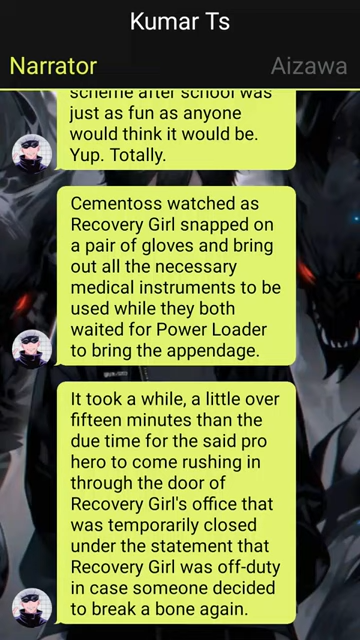 Kumar Ts
Narrator
Aizawa
scheme after school was
just as fun as anyone
would think it would be.
Yup. Totally.
Cementoss watched as
Recovery Girl snapped on
a pair of gloves and bring
out all the necessary
medical instruments to be
used while they both
waited for Power Loader
to bring the appendage.
It took a while, a little over
fifteen minutes than the
due time for the said pro
hero to come rushing in
through the door of
Recovery Girl's office that
was temporarily closed
under the statement that
Recovery Girl was off-duty
in case someone decided
to break a bone again.